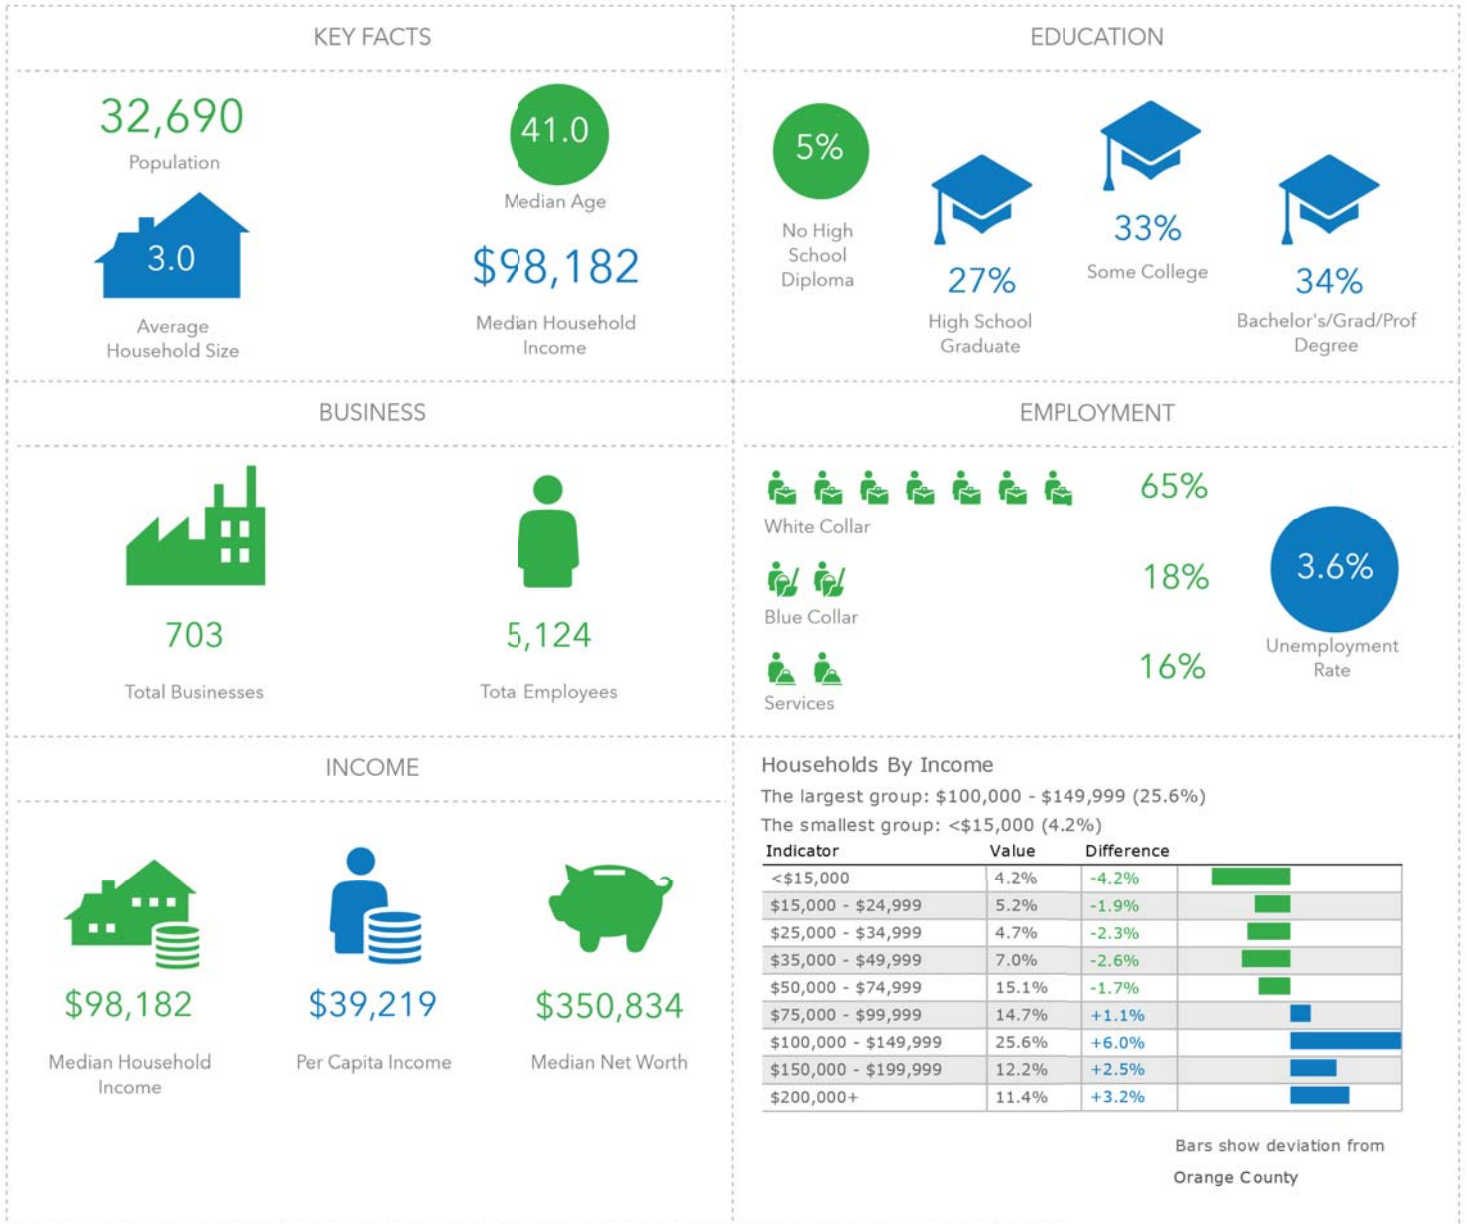 KEY FACTS
32,690
Population
41.0
Median Age
3.0
Average
Household Size
$98,182
Median Household
Income
EDUCATION
5%
No High
School
Diploma
27%
High School
Graduate
33%
Some College
34%
Bachelor's/Grad/Prof
Degree
BUSINESS
703
Total Businesses
5,124
Tota Employees
EMPLOYMENT
65%
White Collar
18%
Blue Collar
16%
Services
3.6%
Unemployment
Rate
INCOME
$98,182
Median Household
Income
$39,219
Per Capita Income
$350,834
Median Net Worth
Households By Income
The largest group: $100,000 - $149,999 (25.6%)
The smallest group: <$15,000 (4.2%)
Indicator Value Difference
<$15,000 4.2% -4.2%
$15,000 - $24,999 5.2% -1.9%
$25,000 - $34,999 4.7% -2.3%
$35,000 - $49,999 7.0% -2.6%
$50,000 - $74,999 15.1% -1.7%
$75,000 - $99,999 14.7% +1.1%
$100,000 - $149,999 25.6% +6.0%
$150,000 - $199,999 12.2% +2.5%
$200,000+ 11.4% +3.2%
Bars show deviation from
Orange County